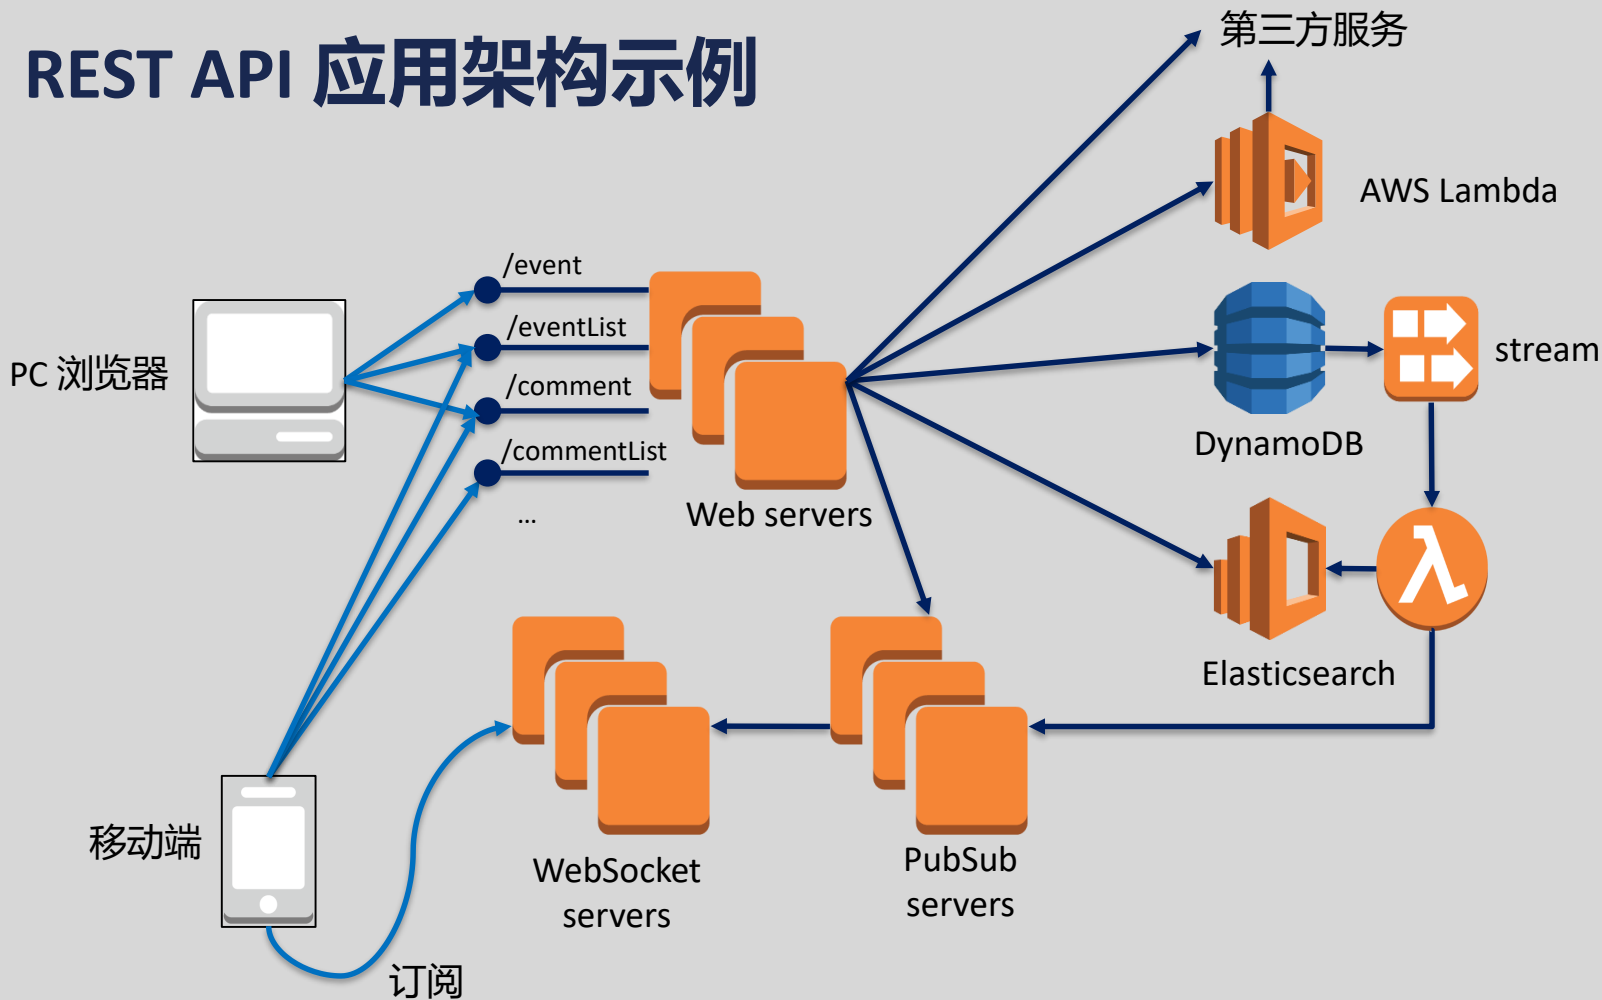 REST API 应用架构示例
第三方服务
AWS Lambda
/event
/eventList
PC 浏览器
stream
/comment
DynamoDB
/commentList
...
Web servers
Elasticsearch
移动端
WebSocket
servers
PubSub
servers
订阅